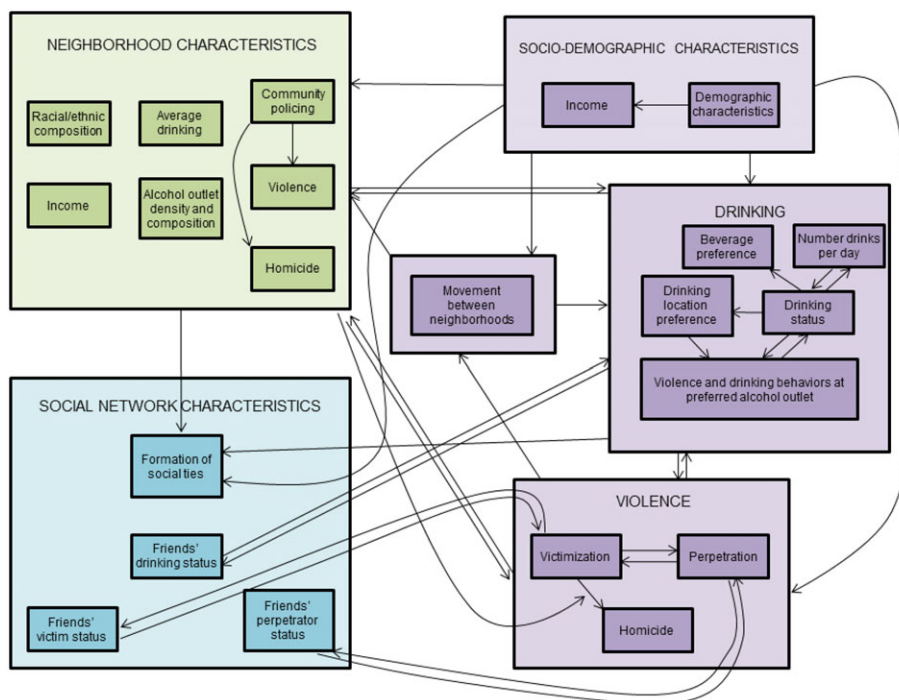 NEIGHBORHOOD CHARACTERISTICS
Racial/ethnic
composition
Average
drinking
Community
policing
Income
Alcohol outlet
density and
composition
Violence
Homicide
SOCIO-DEMOGRAPHIC CHARACTERISTICS
Income
Demographic
characteristics
Movement
between
neighborhoods
DRINKING
Beverage
preference
Number drinks
per day
Drinking
location
preference
Drinking
status
Violence and drinking behaviors at
preferred alcohol outlet
SOCIAL NETWORK CHARACTERISTICS
Formation of
social ties
Friends'
drinking status
Friends'
victim status
Friends'
perpetrator
status
VIOLENCE
Victimization
Perpetration
Homicide